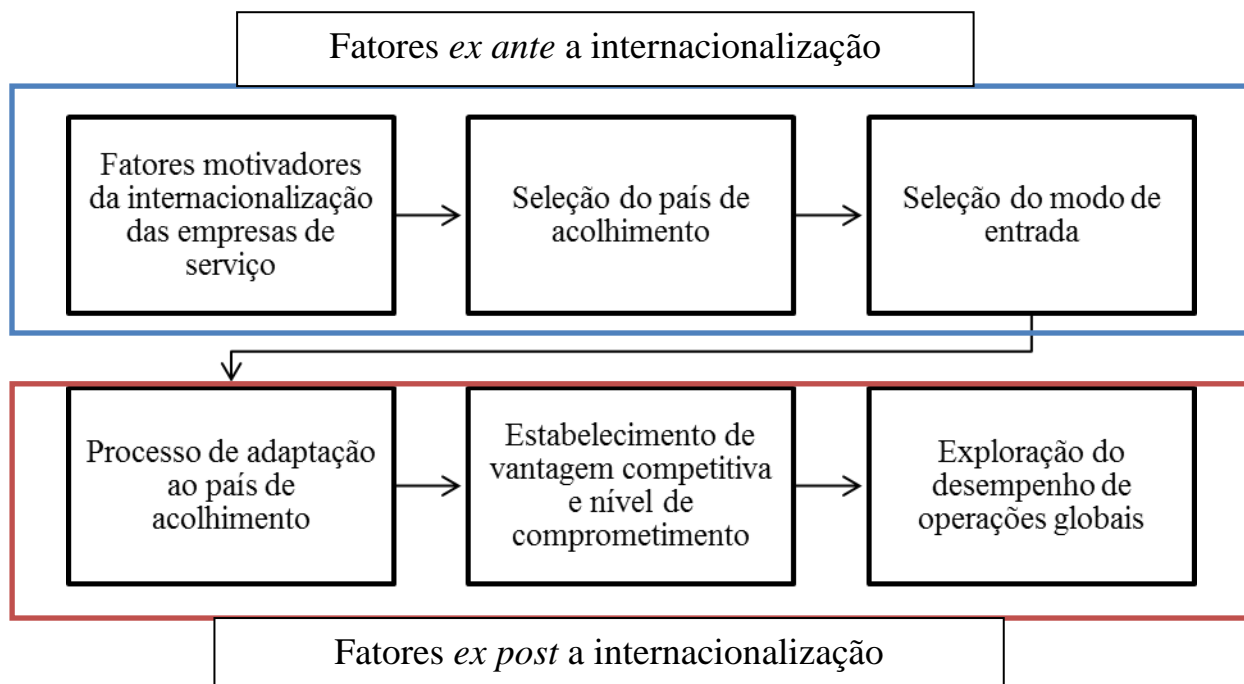 Fatores ex ante a internacionalização
Fatores motivadores
da internacionalização
das empresas de
serviço
Seleção do país de
acolhimento
Seleção do modo de
entrada
Processo de adaptação
ao país de
acolhimento
Estabelecimento de
vantagem competitiva
e nível de
comprometimento
Exploração do
desempenho de
operações globais
Fatores ex post a internacionalização